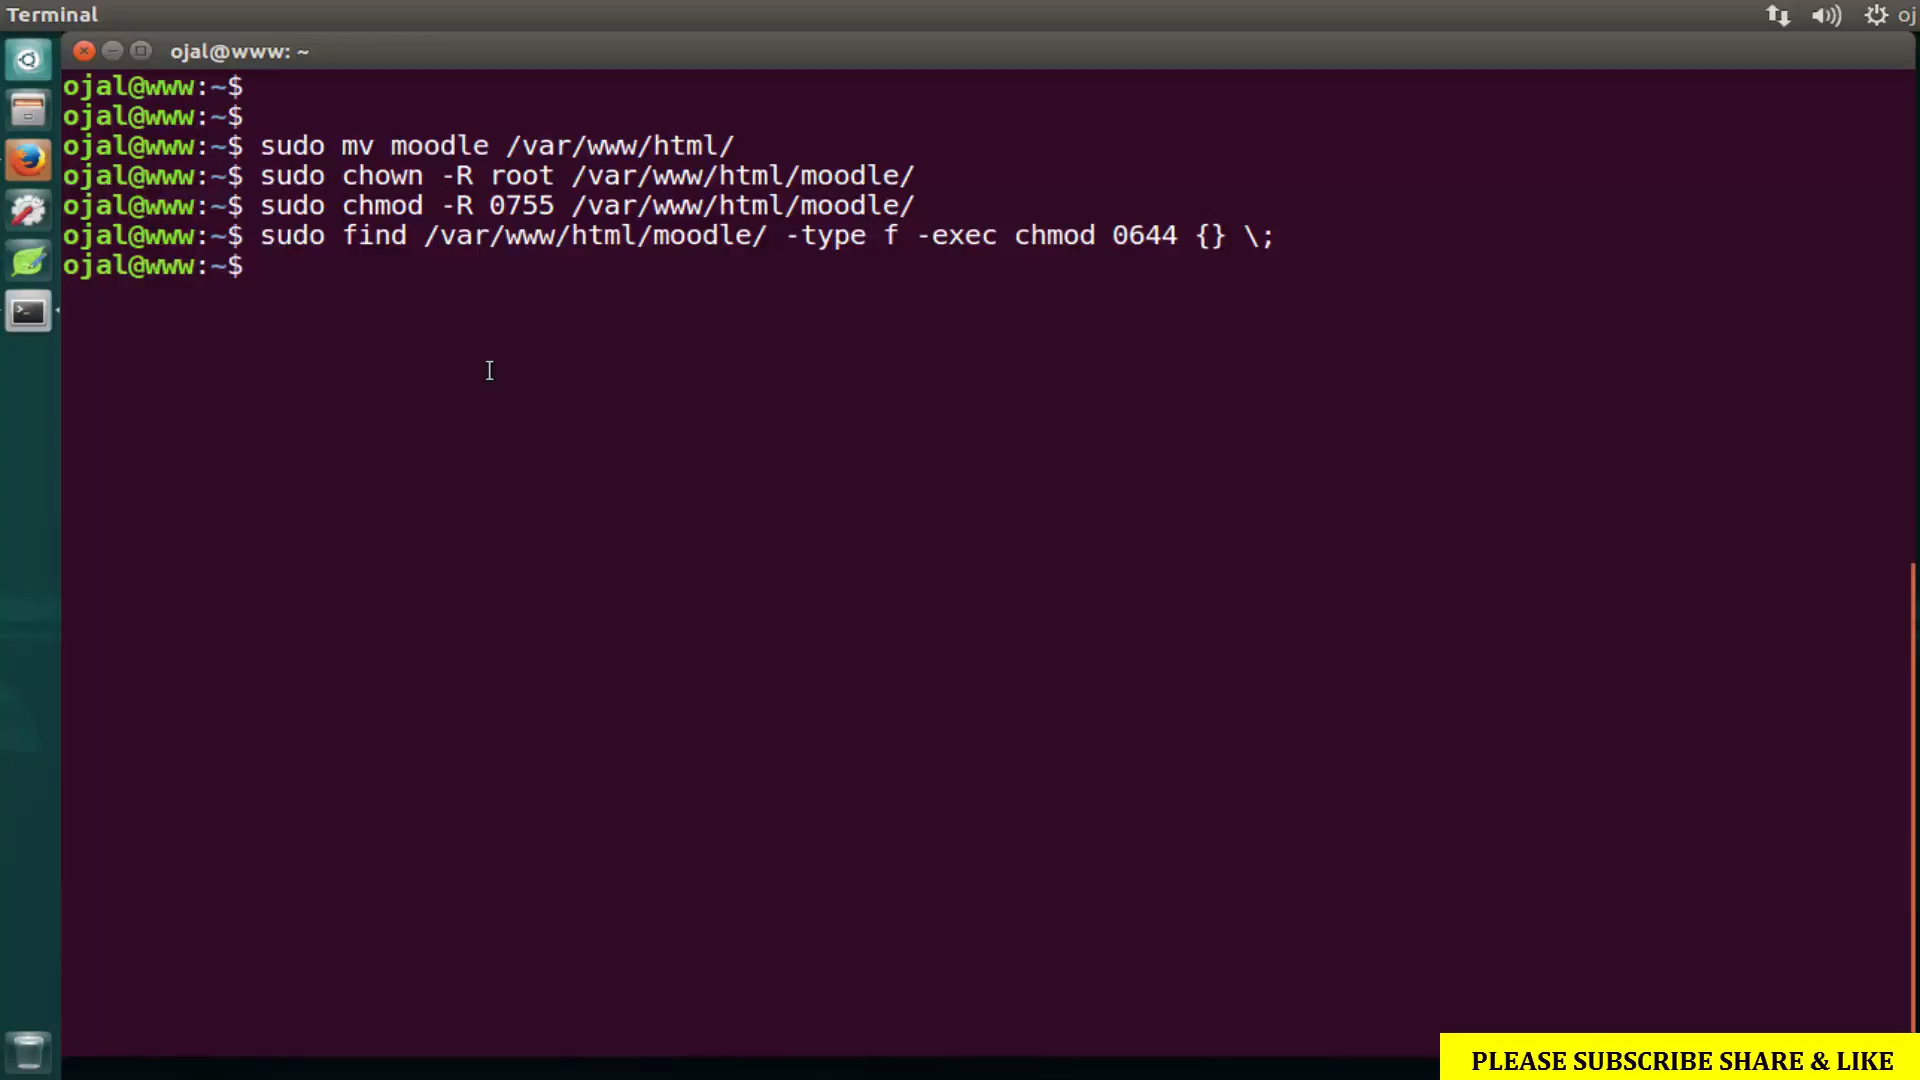 Terminal
oj
ojal@www: ~
ojal@www:~$
ojal@www:~$
ojal@www:~$ sudo mv moodle /var/www/html/
ojal@www:~$ sudo chown -R root /var/www/html/moodle/
ojal@www:~$ sudo chmod -R 0755 /var/www/html/moodle/
ojal@www:~$ sudo find /var/www/html/moodle/ -type f -exec chmod 0644 {} \;
ojal@www:~$
PLEASE SUBSCRIBE SHARE & LIKE